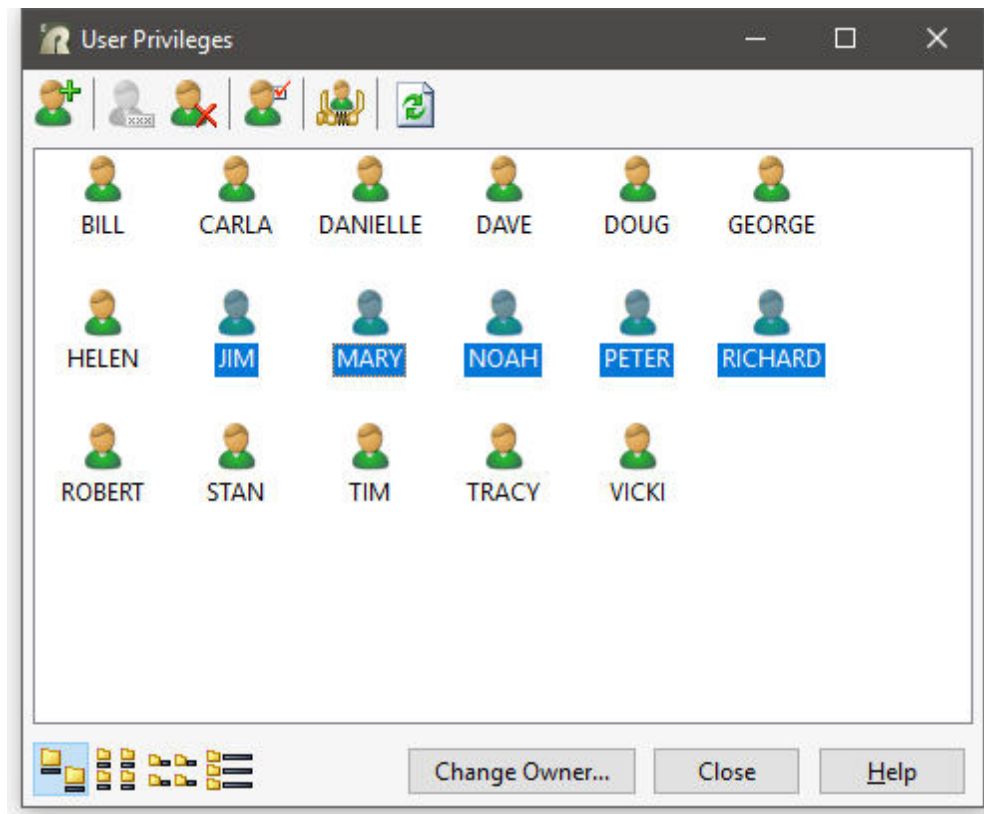 User Privileges
BILL CARLA DANIELLE DAVE DOUG GEORGE
HELEN JIM MARY NOAH PETER RICHARD
ROBERT STAN TIM TRACY VICKI
Change Owner... Close Help